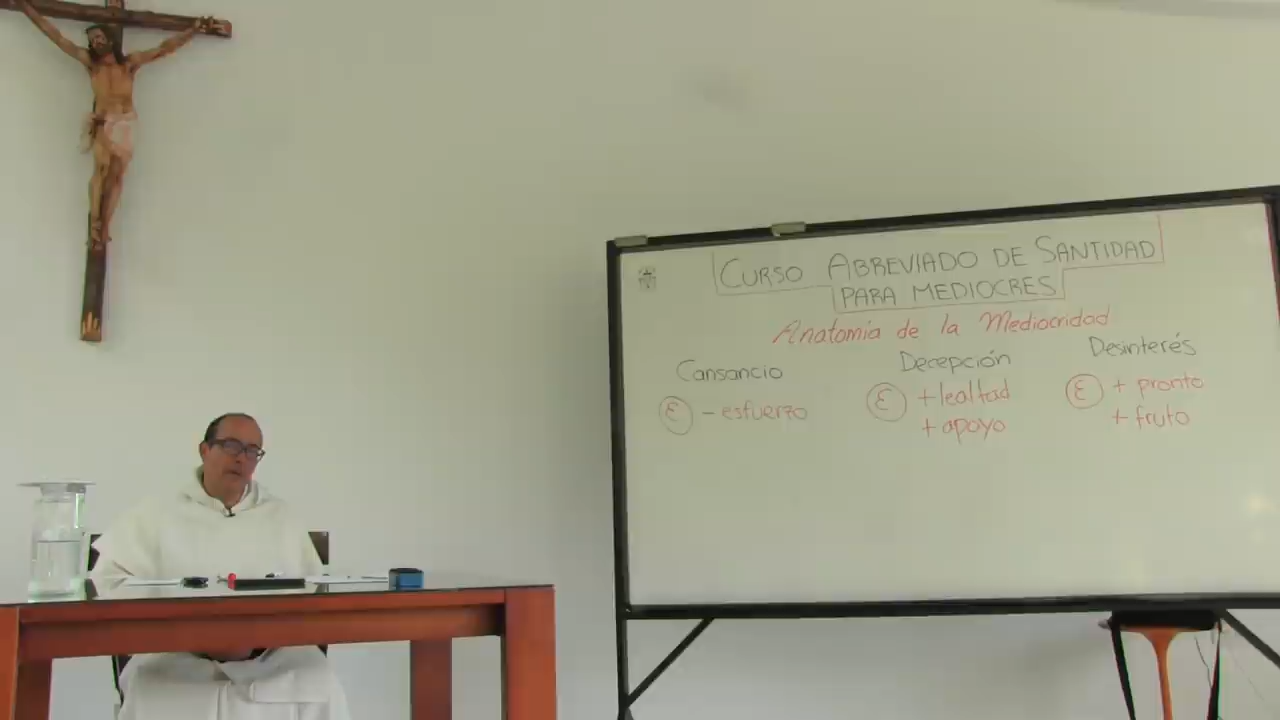 CURSO ABREVIADO DE SANTIDAD
PARA MEDIOCRES
Anatomía de la Mediocridad
Cansancio
Ɛ - esfuerzo
Decepción
Ɛ + lealtad
+ apoyo
Desinterés
Ɛ + pronto
+ fruto